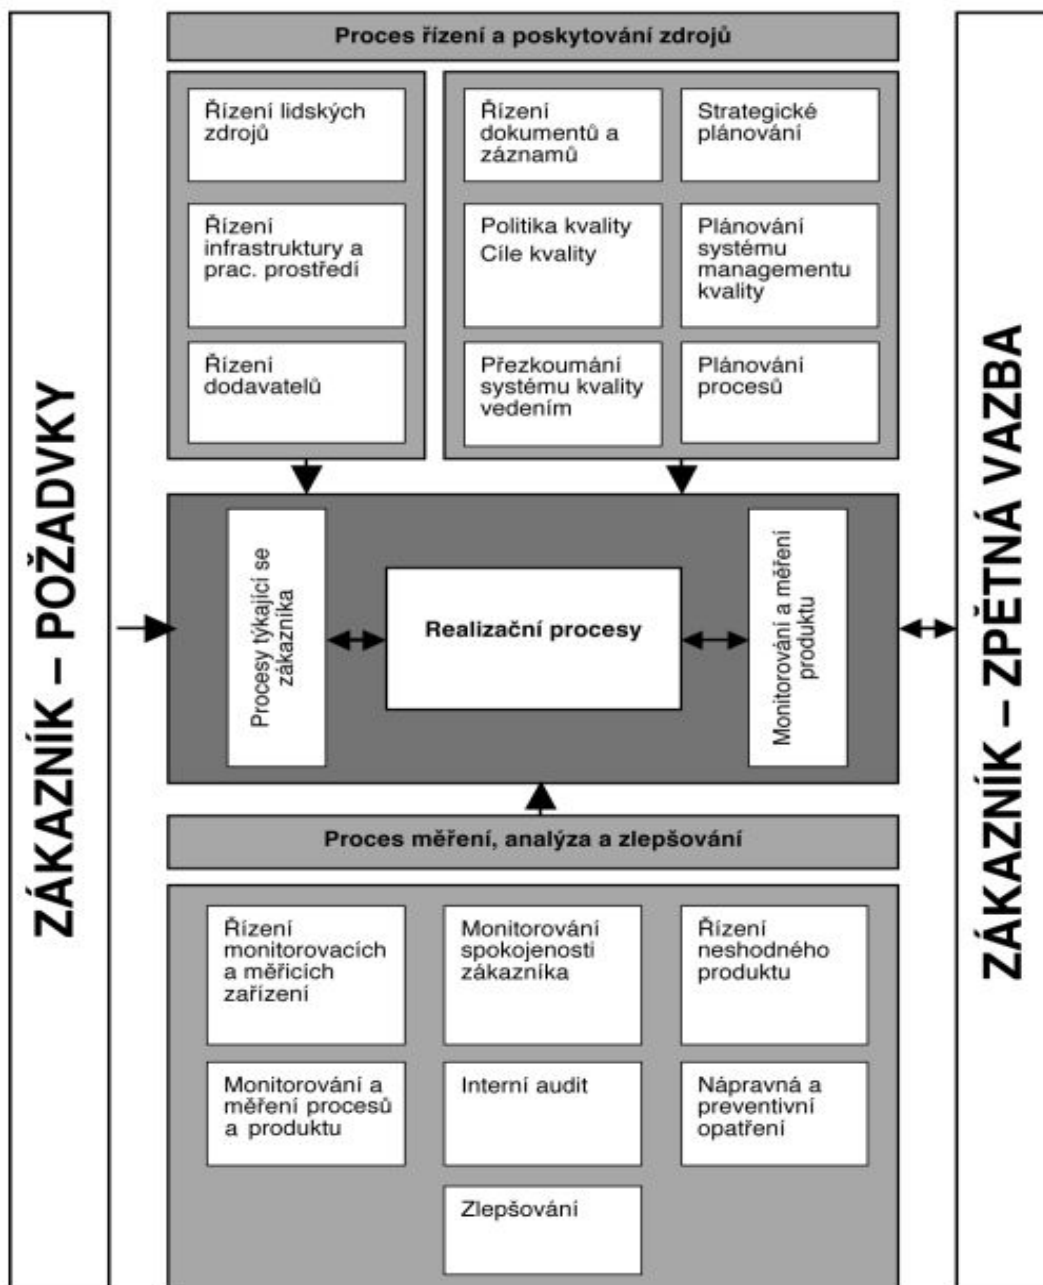 ZÁKAZNÍK – POŽADVKY
Proces řízení a poskytování zdrojů
Řízení lidských
zdrojů
Řízení
infrastruktury a
prac. prostředí
Řízení
dodavatelů
Řízení
dokumentů a
záznamů
Strategické
plánování
Politika kvality
Cíle kvality
Plánování
systému
managementu
kvality
Přezkoumání
systému kvality
vedením
Plánování
procesů
Procesy týkající se
zákazníka
Realizační procesy
Monitorování a měření
produktu
Proces měření, analýza a zlepšování
Řízení
monitorovacích
a měřicích
zařízení
Monitorování
spokojenosti
zákazníka
Řízení
neshodného
produktu
Monitorování a
měření procesů
a produktu
Interní audit
Nápravná a
preventivní
opatření
Zlepšování
ZÁKAZNÍK – ZPĚTNÁ VAZBA